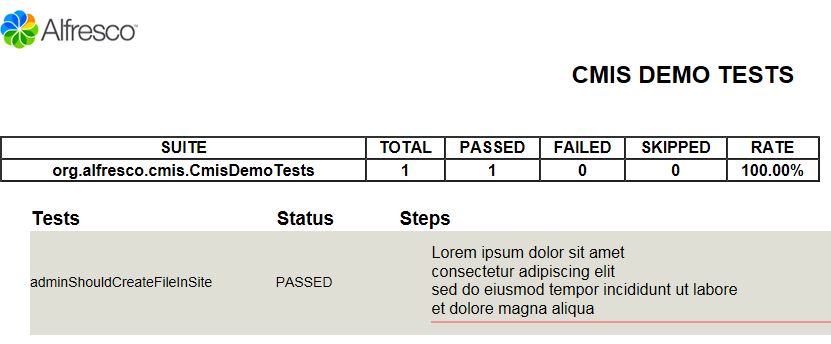 Alfresco™
CMIS DEMO TESTS
SUITE TOTAL PASSED FAILED SKIPPED RATE
org.alfresco.cmis.CmisDemoTests 1 1 0 0 100.00%
Tests Status Steps
adminShouldCreateFileInSite PASSED
Lorem ipsum dolor sit amet
consectetur adipiscing elit
sed do eiusmod tempor incididunt ut labore
et dolore magna aliqua